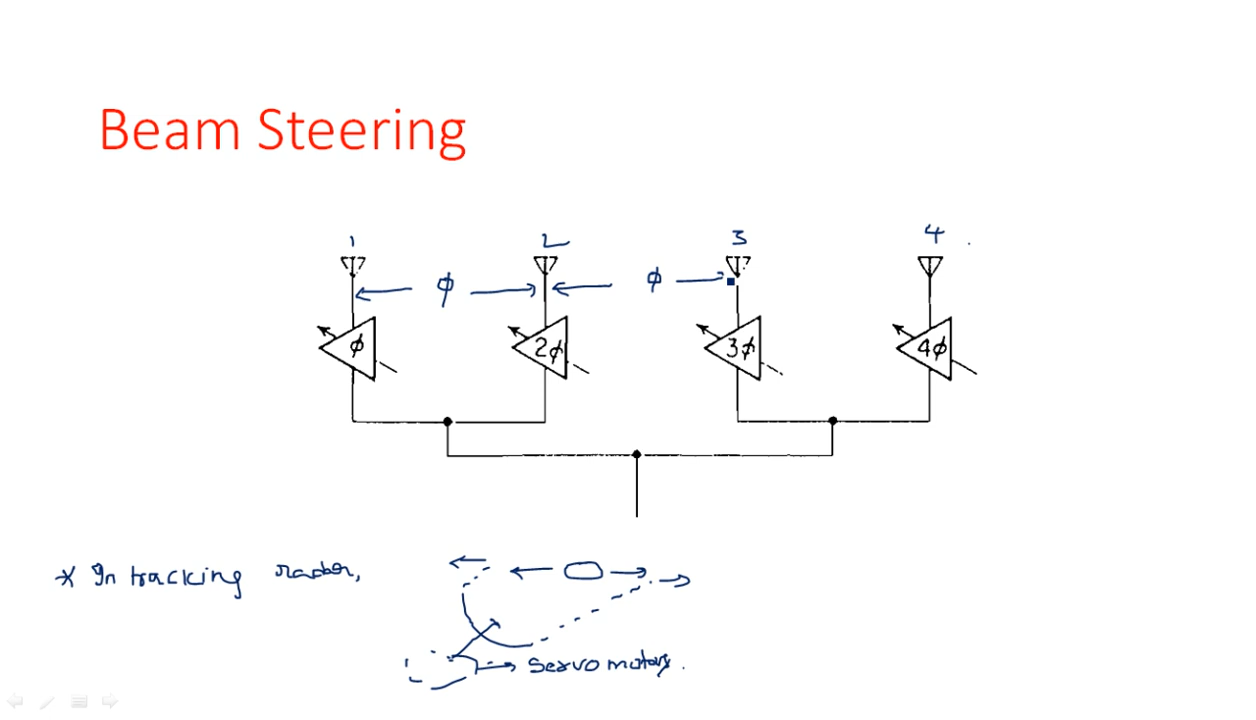 Beam Steering
1 2 3 4
ϕ ϕ
ϕ 2ϕ 3ϕ 4ϕ
* In tracking radar,
Servo motors.